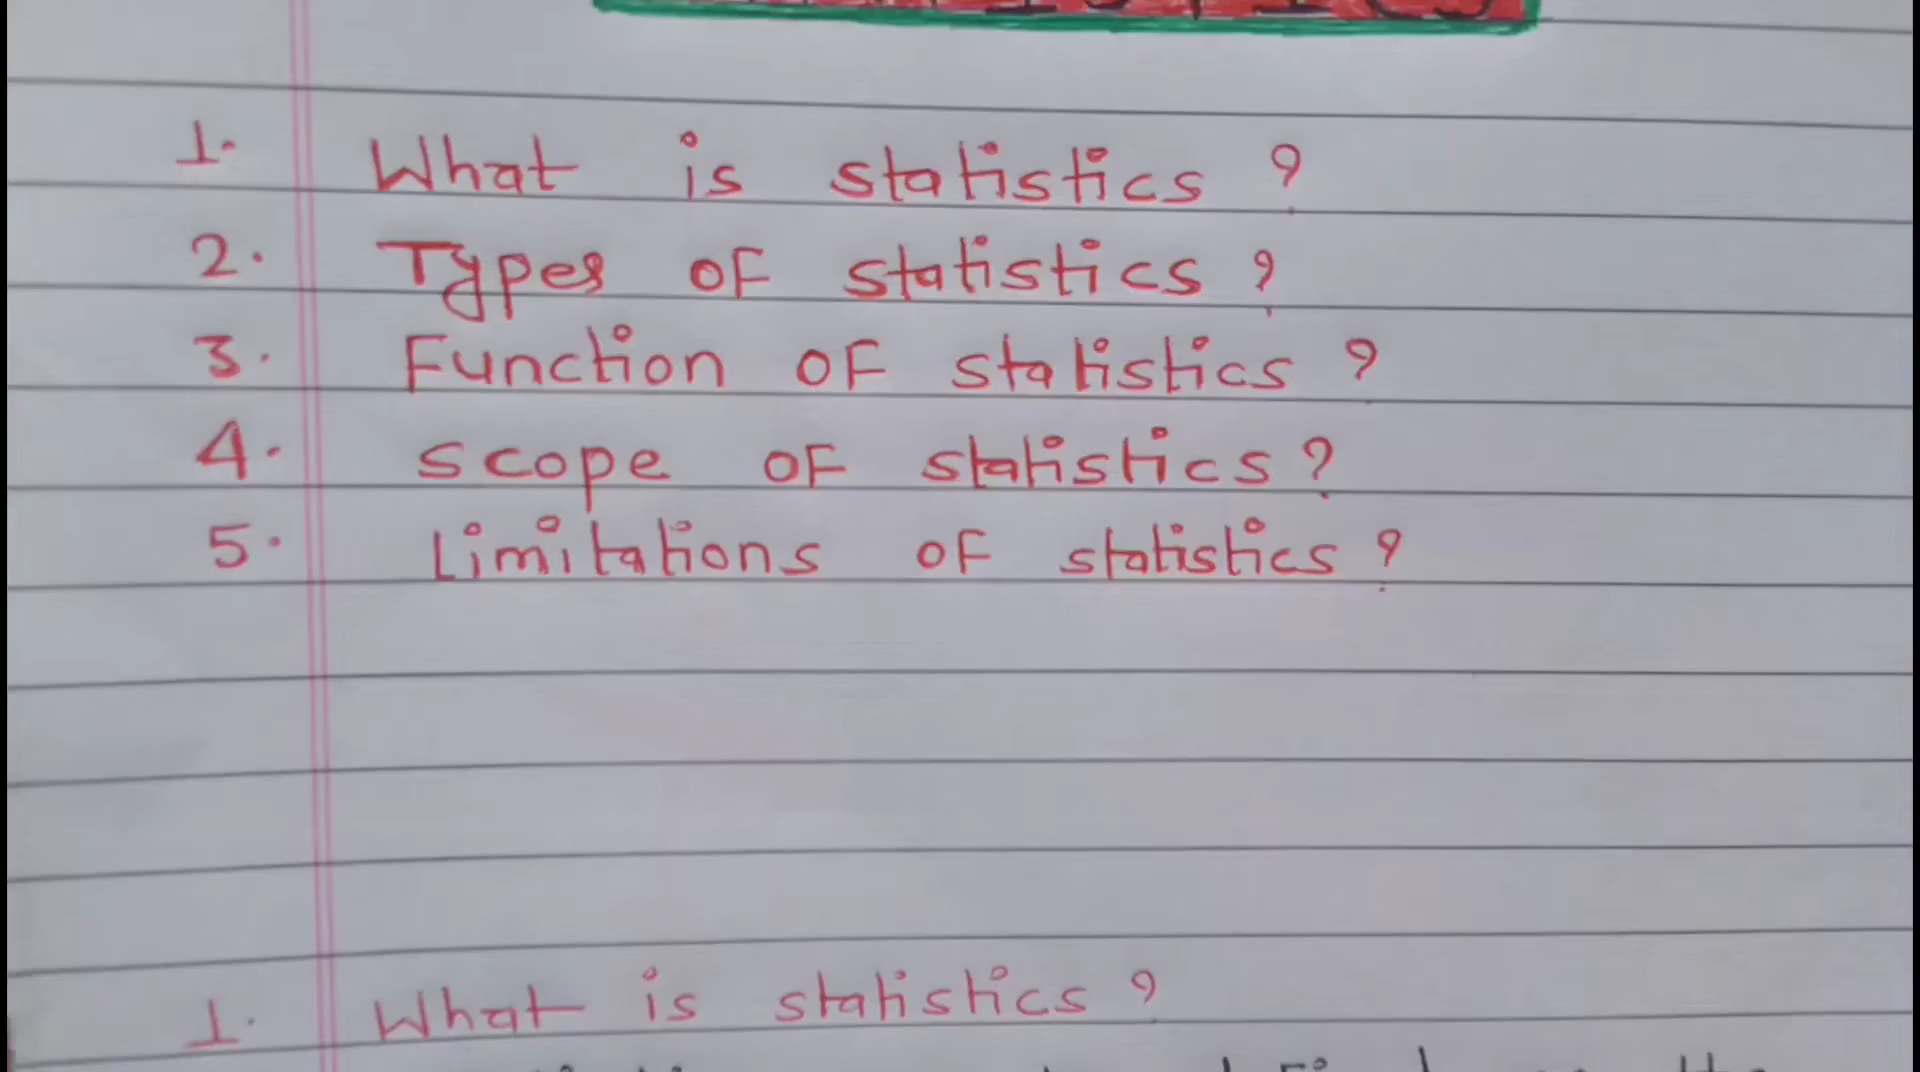 1. What is statistics ?
2. Types OF statistics ?
3. Function OF statistics ?
4. scope OF statistics ?
5. Limitations OF statistics ?
1. What is statistics ?